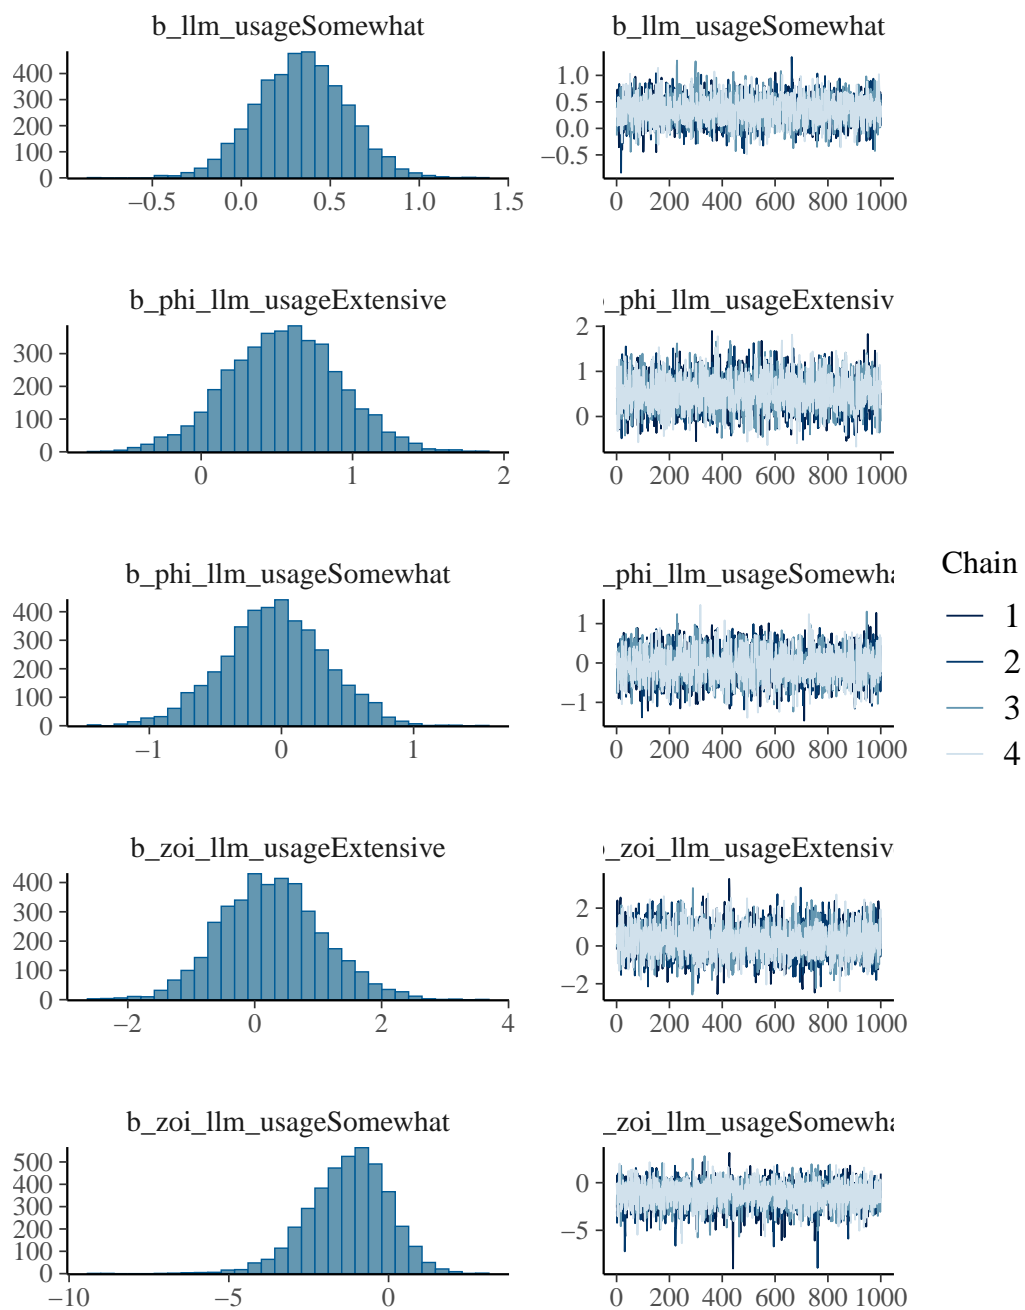 b_llm_usageSomewhat b_llm_usageSomewhat
400
300
200
100
0
−0.5 0.0 0.5 1.0 1.5
1.0
0.5
0.0
−0.5
0 200 400 600 800 1000
b_phi_llm_usageExtensive _phi_llm_usageExtensiv
300
200
100
0
0 1 2
2
1
0
0 200 400 600 800 1000
b_phi_llm_usageSomewhat _phi_llm_usageSomewha
400
300
200
100
0
−1 0 1
1
0
−1
0 200 400 600 800 1000
Chain
1
2
3
4
b_zoi_llm_usageExtensive _zoi_llm_usageExtensiv
400
300
200
100
0
−2 0 2 4
2
0
−2
0 200 400 600 800 1000
b_zoi_llm_usageSomewhat _zoi_llm_usageSomewha
500
400
300
200
100
0
−10 −5 0
0
−5
0 200 400 600 800 1000